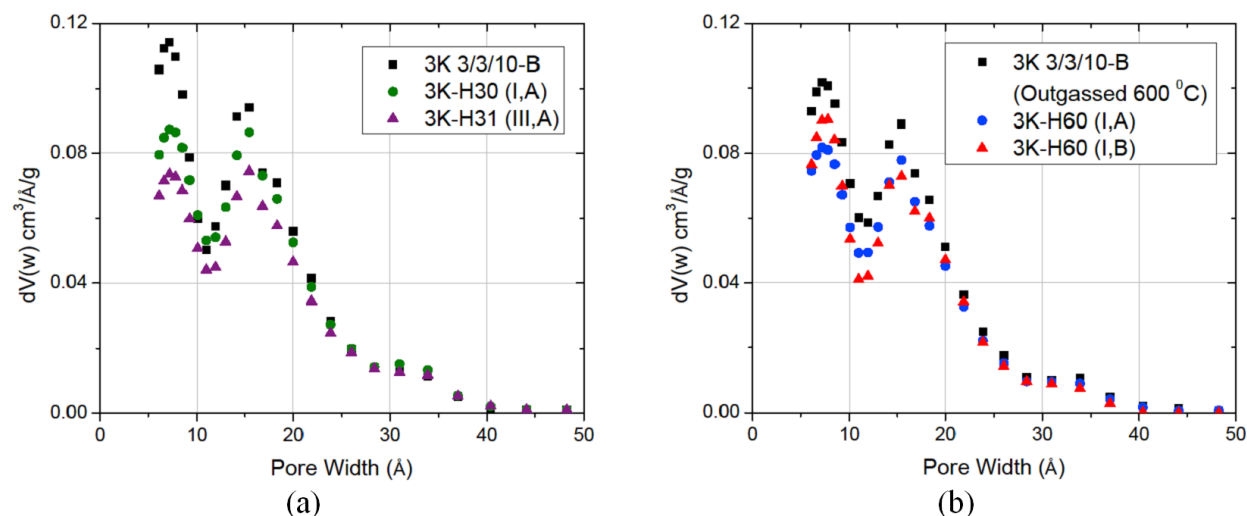 0.12
0.08
0.04
0.00
dV(w) cm³/Å/g
3K 3/3/10-B
3K-H30 (I,A)
3K-H31 (III,A)
0 10 20 30 40 50
Pore Width (Å)
(a)
0.12
0.08
0.04
0.00
dV(w) cm³/Å/g
3K 3/3/10-B
(Outgassed 600 ⁰C)
3K-H60 (I,A)
3K-H60 (I,B)
0 10 20 30 40 50
Pore Width (Å)
(b)